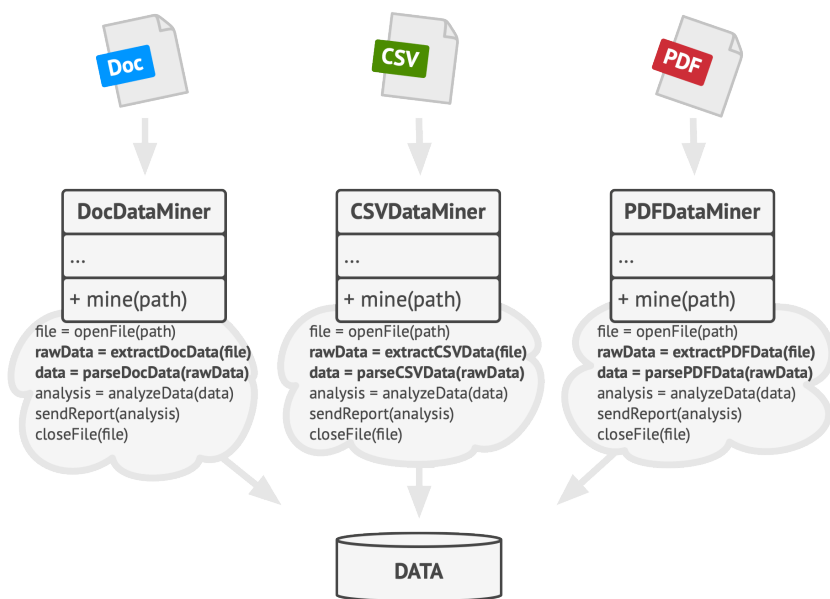 Doc
CSV
PDF
DocDataMiner
...
+ mine(path)
file = openFile(path)
rawData = extractDocData(file)
data = parseDocData(rawData)
analysis = analyzeData(data)
sendReport(analysis)
closeFile(file)
CSVDataMiner
...
+ mine(path)
file = openFile(path)
rawData = extractCSVData(file)
data = parseCSVData(rawData)
analysis = analyzeData(data)
sendReport(analysis)
closeFile(file)
PDFDataMiner
...
+ mine(path)
file = openFile(path)
rawData = extractPDFData(file)
data = parsePDFData(rawData)
analysis = analyzeData(data)
sendReport(analysis)
closeFile(file)
DATA